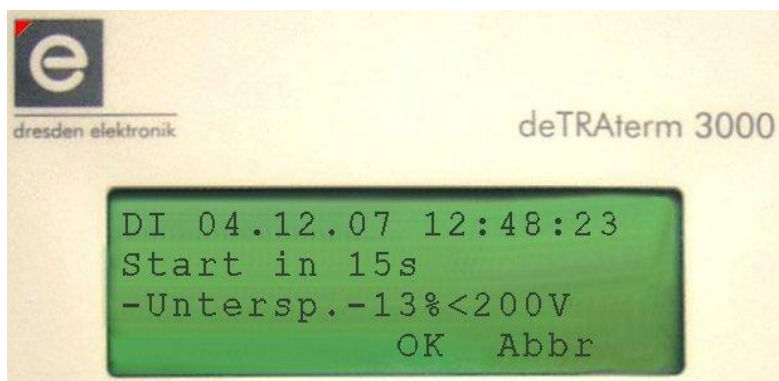 e
dresden elektronik
deTRAterm 3000
DI 04.12.07 12:48:23
Start in 15s
-Untersp.-13%<200V
OK Abbr